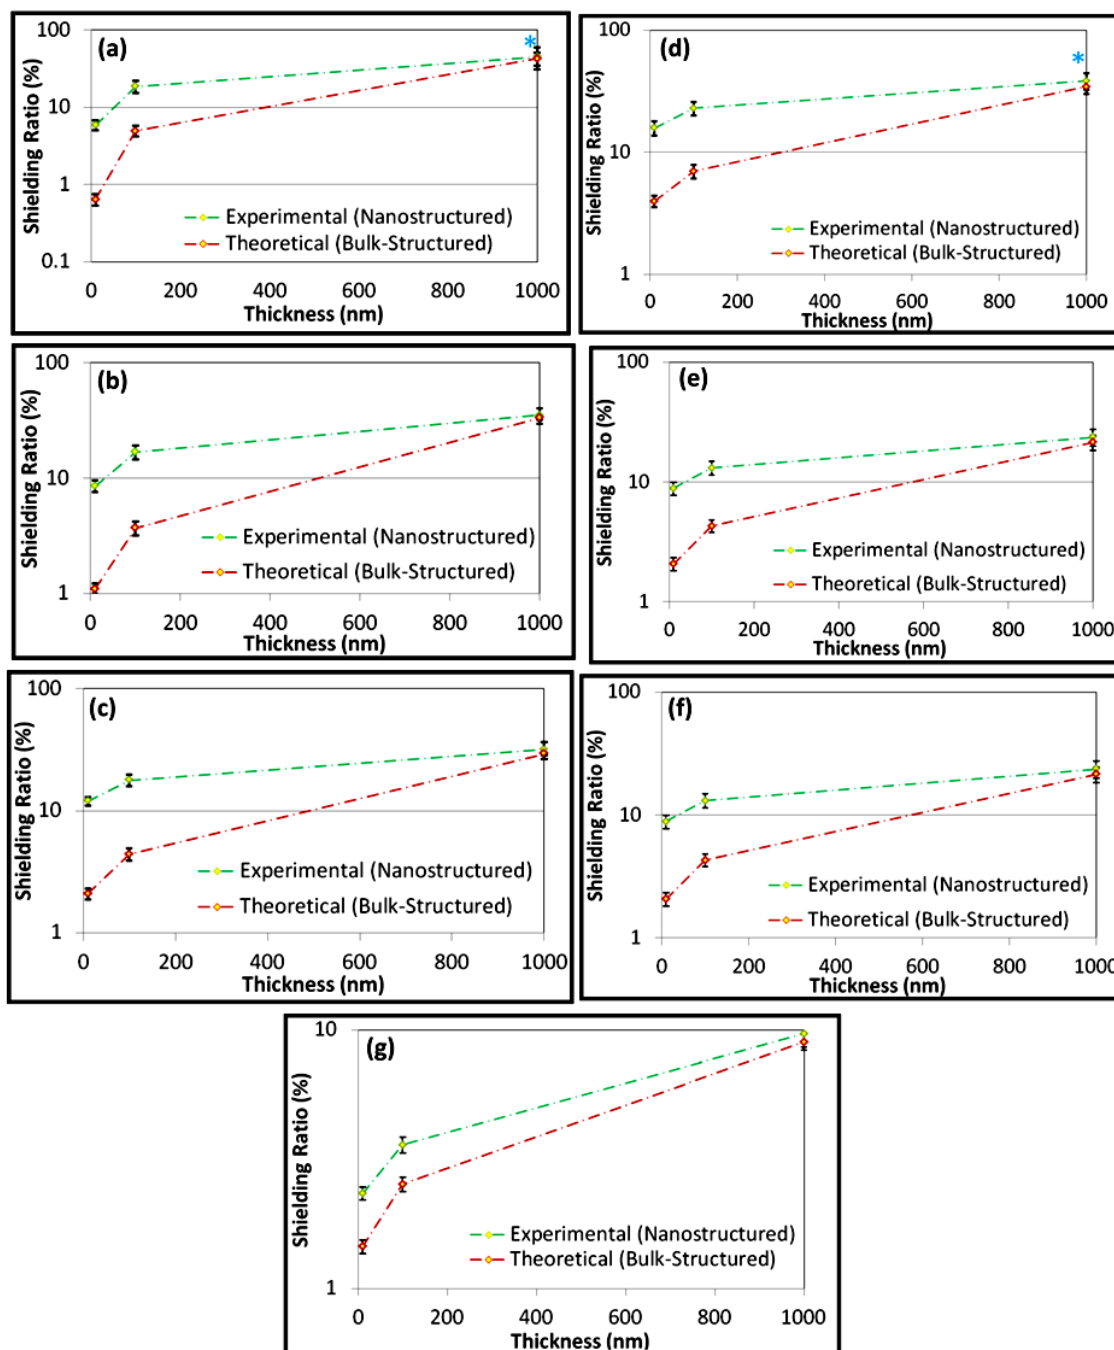 (a)
Shielding Ratio (%)
100
10
1
0.1
*
Experimental (Nanostructured)
Theoretical (Bulk-Structured)
0 200 400 600 800 1000
Thickness (nm)
(d)
Shielding Ratio (%)
100
10
1
*
Experimental (Nanostructured)
Theoretical (Bulk-Structured)
0 200 400 600 800 1000
Thickness (nm)
(b)
Shielding Ratio (%)
100
10
1
Experimental (Nanostructured)
Theoretical (Bulk-Structured)
0 200 400 600 800 1000
Thickness (nm)
(e)
Shielding Ratio (%)
100
10
1
Experimental (Nanostructured)
Theoretical (Bulk-Structured)
0 200 400 600 800 1000
Thickness (nm)
(c)
Shielding Ratio (%)
100
10
1
Experimental (Nanostructured)
Theoretical (Bulk-Structured)
0 200 400 600 800 1000
Thickness (nm)
(f)
Shielding Ratio (%)
100
10
1
Experimental (Nanostructured)
Theoretical (Bulk-Structured)
0 200 400 600 800 1000
Thickness (nm)
(g)
Shielding Ratio (%)
10
1
Experimental (Nanostructured)
Theoretical (Bulk-Structured)
0 200 400 600 800 1000
Thickness (nm)